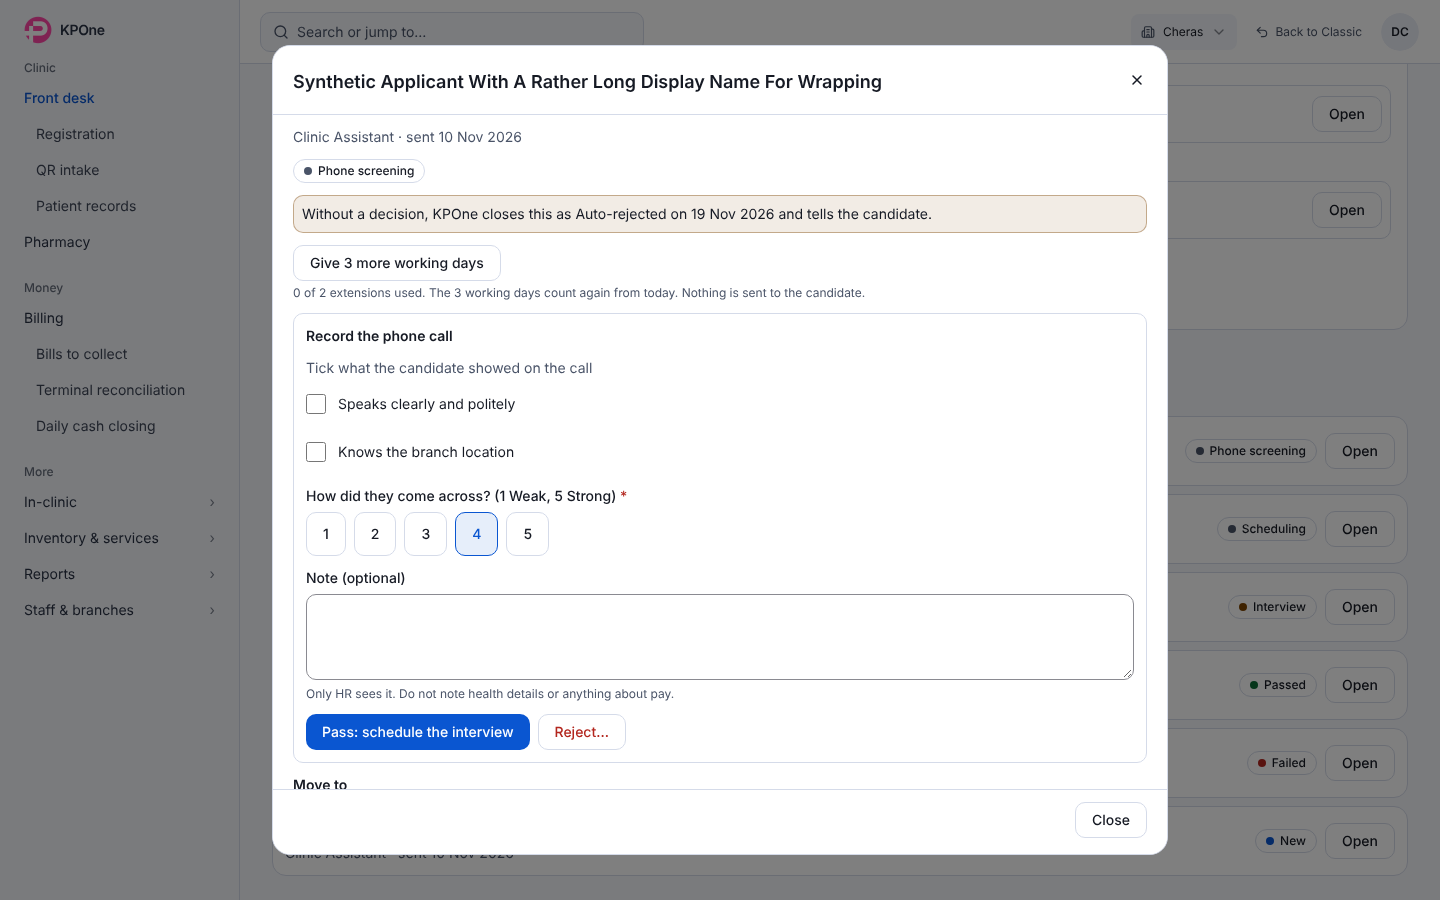 KPOne
Search or jump to...
Cheras
Back to Classic
DC
Clinic
Front desk
Registration
QR intake
Patient records
Pharmacy
Money
Billing
Bills to collect
Terminal reconciliation
Daily cash closing
More
In-clinic
Inventory & services
Reports
Staff & branches
Synthetic Applicant With A Rather Long Display Name For Wrapping
Clinic Assistant · sent 10 Nov 2026
Phone screening
Without a decision, KPOne closes this as Auto-rejected on 19 Nov 2026 and tells the candidate.
Give 3 more working days
0 of 2 extensions used. The 3 working days count again from today. Nothing is sent to the candidate.
Record the phone call
Tick what the candidate showed on the call
Speaks clearly and politely
Knows the branch location
How did they come across? (1 Weak, 5 Strong) *
1 2 3 4 5
Note (optional)
Only HR sees it. Do not note health details or anything about pay.
Pass: schedule the interview
Reject...
Move to
Close
Open
Open
Phone screening Open
Scheduling Open
Interview Open
Passed Open
Failed Open
New Open
Clinic Assistant · sent 10 Nov 2026